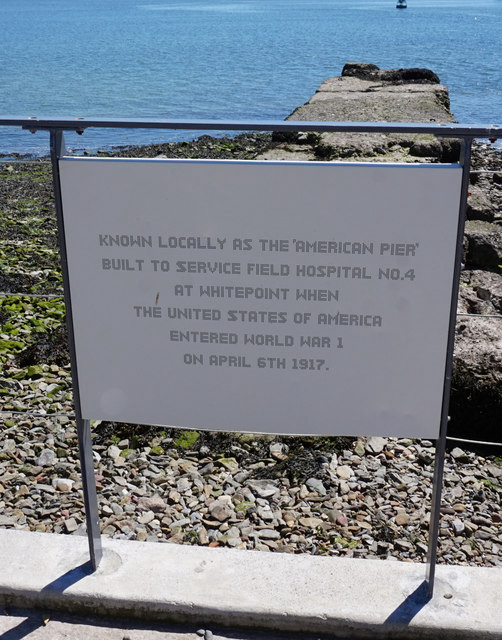 KNOWN LOCALLY AS THE 'AMERICAN PIER'
BUILT TO SERVICE FIELD HOSPITAL NO.4
AT WHITEPOINT WHEN
THE UNITED STATES OF AMERICA
ENTERED WORLD WAR 1
ON APRIL 6TH 1917.